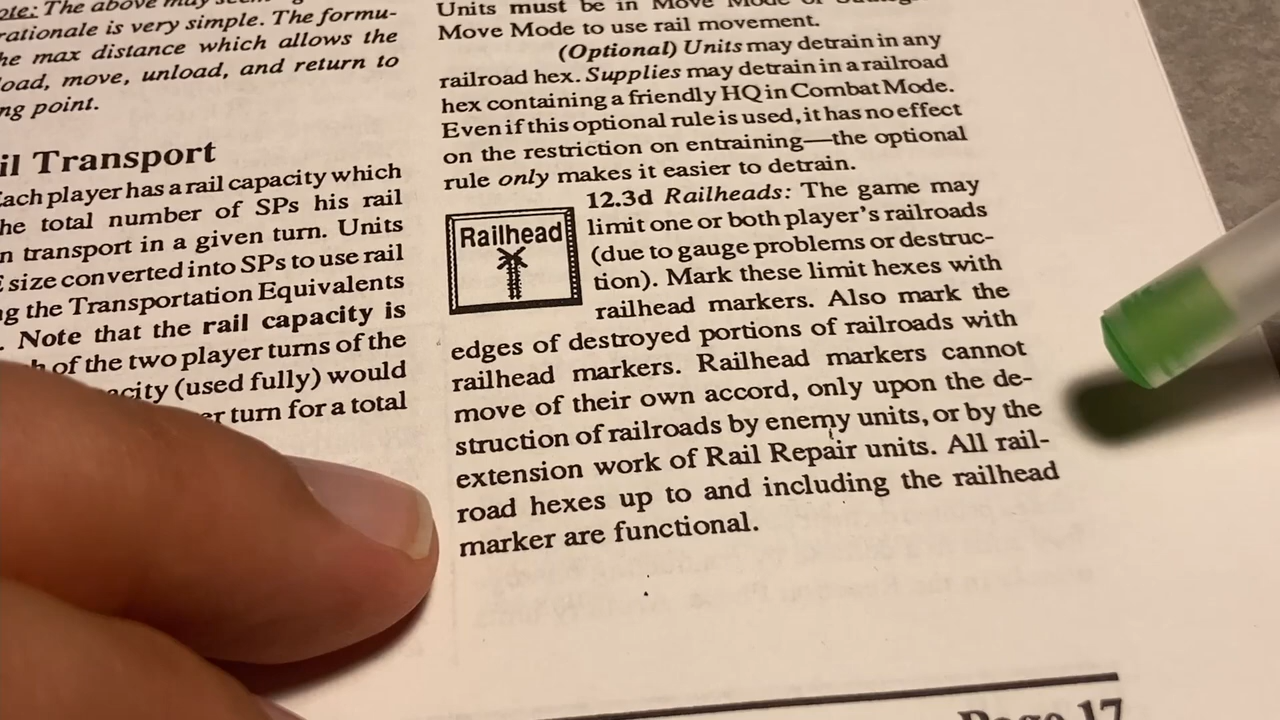 The above may
rationale is very simple. The formu-
max distance which allows the
load, move, unload, and return to
point.
Transport
Each player has a rail capacity which
the total number of SPs his rail
transport in a given turn. Units
size converted into SPs to use rail
the Transportation Equivalents
Note that the rail capacity is
of the two player turns of the
(used fully) would
turn for a total
Units must be in Move Mode or
Move Mode to use rail movement.
(Optional) Units may detrain in any
railroad hex. Supplies may detrain in a railroad
hex containing a friendly HQ in Combat Mode.
Even if this optional rule is used, it has no effect
on the restriction on entraining—the optional
rule only makes it easier to detrain.
12.3d Railheads: The game may
limit one or both player's railroads
(due to gauge problems or destruc-
tion). Mark these limit hexes with
railhead markers. Also mark the
Railhead
edges of destroyed portions of railroads with
railhead markers. Railhead markers cannot
move of their own accord, only upon the de-
struction of railroads by enemy units, or by the
extension work of Rail Repair units. All rail-
road hexes up to and including the railhead
marker are functional.
Page 17